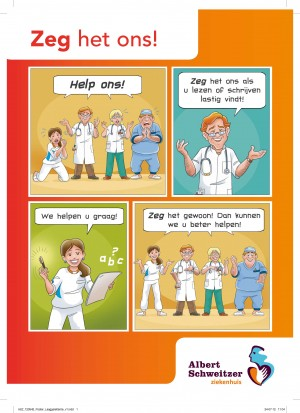 Zeg het ons!
Help ons!
Zeg het ons als
u lezen of schrijven
lastig vindt!
We helpen u graag!
a b c
?
Zeg het gewoon! Dan kunnen
we u beter helpen!
Albert
Schweitzer
ziekenhuis